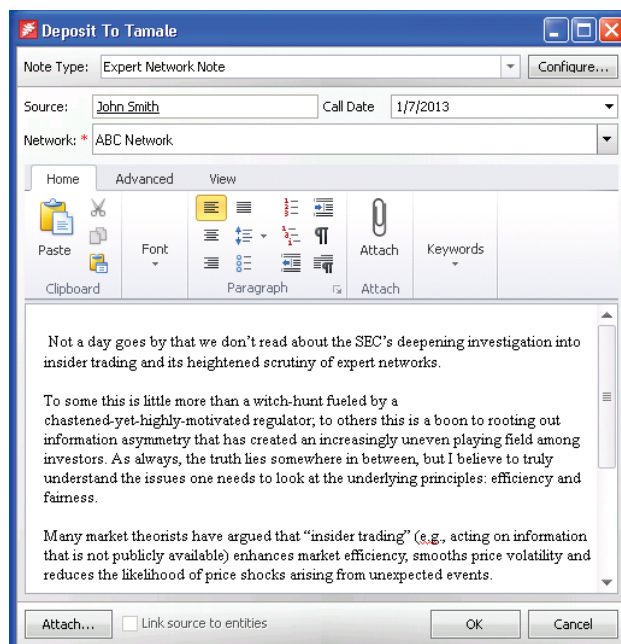 Deposit To Tamale
Note Type: Expert Network Note Configure...
Source: John Smith Call Date 1/7/2013
Network: * ABC Network
Home Advanced View
Paste Font Attach Keywords
Clipboard Paragraph Attach
Not a day goes by that we don't read about the SEC's deepening investigation into
insider trading and its heightened scrutiny of expert networks.
To some this is little more than a witch-hunt fueled by a
chastened-yet-highly-motivated regulator; to others this is a boon to rooting out
information asymmetry that has created an increasingly uneven playing field among
investors. As always, the truth lies somewhere in between, but I believe to truly
understand the issues one needs to look at the underlying principles: efficiency and
fairness.
Many market theorists have argued that “insider trading” (e.g., acting on information
that is not publicly available) enhances market efficiency, smooths price volatility and
reduces the likelihood of price shocks arising from unexpected events.
Attach... Link source to entities OK Cancel